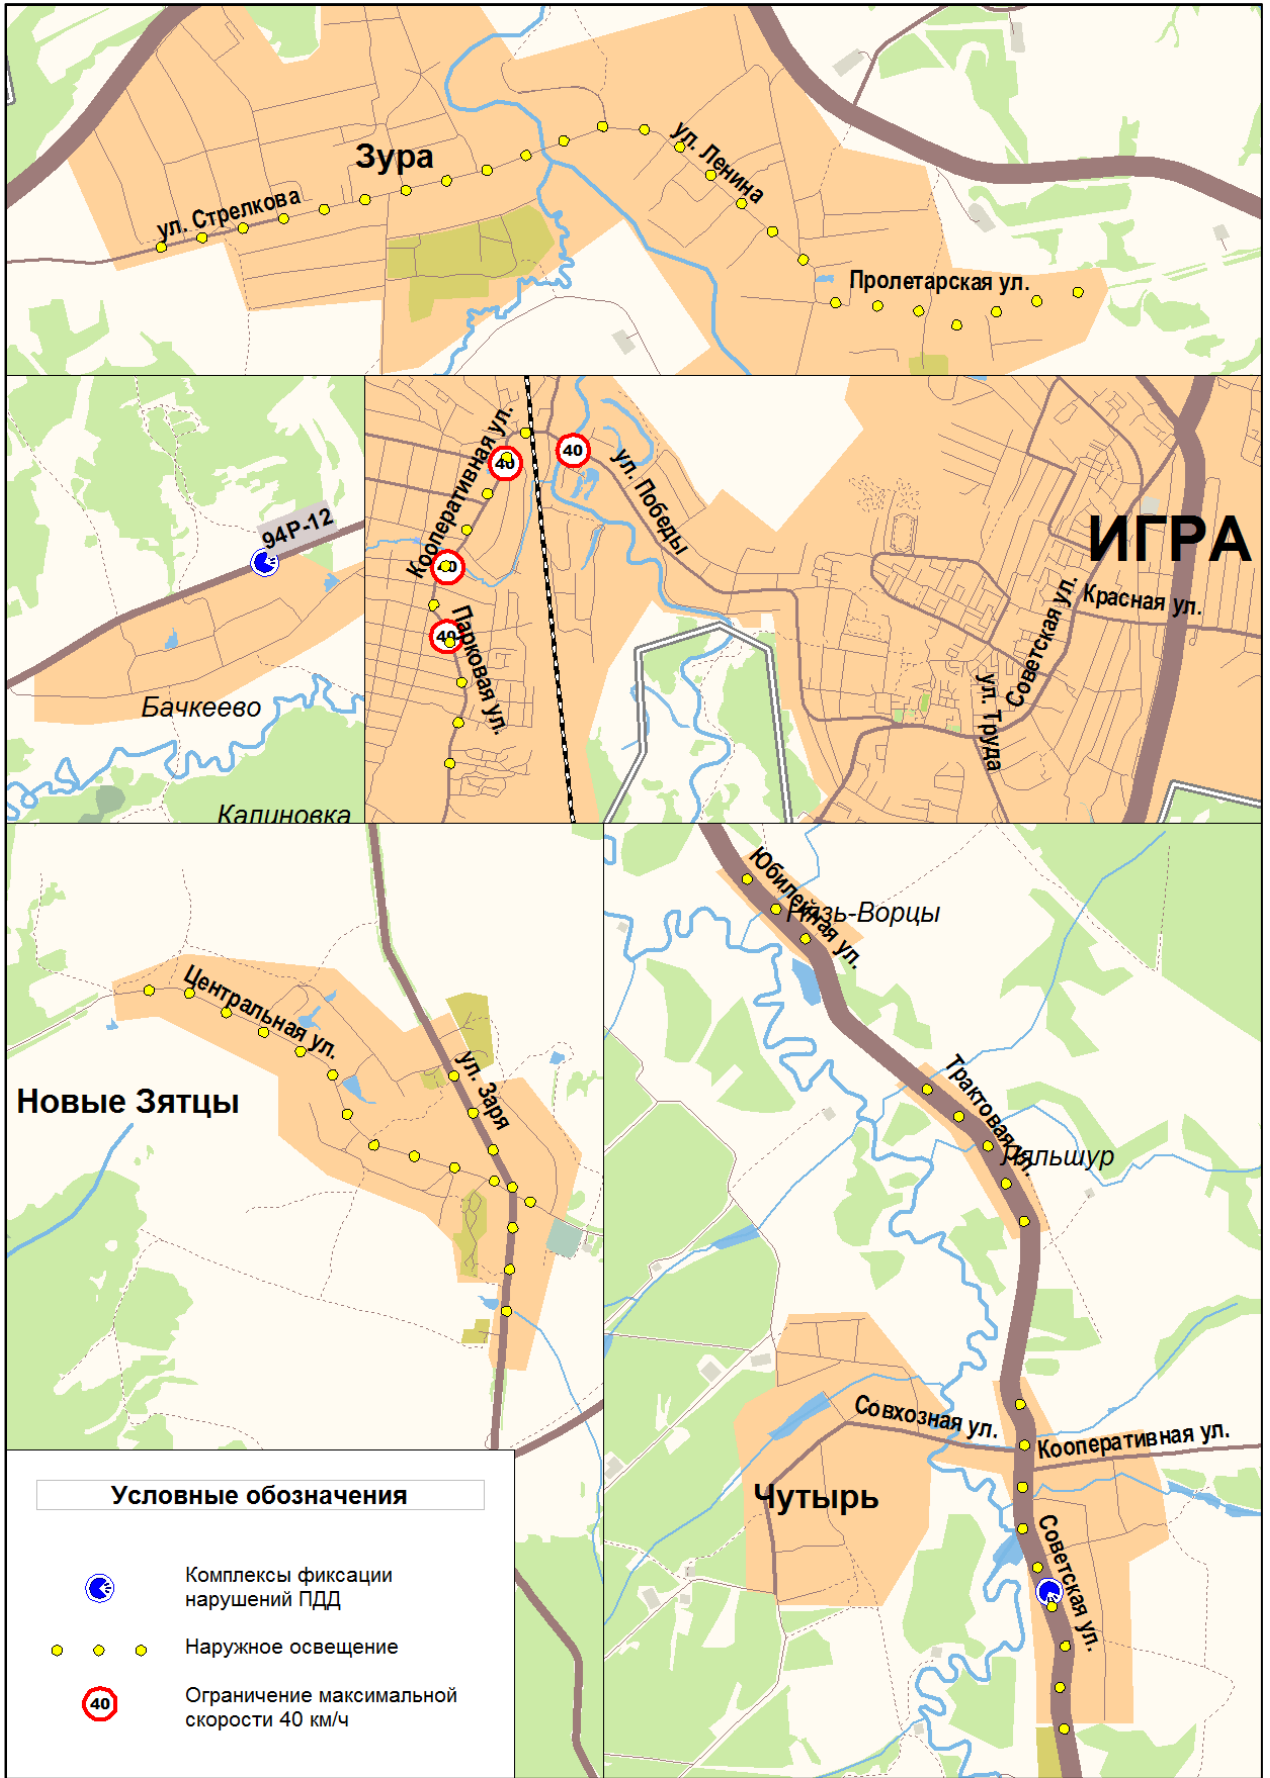 Зура
ул. Стрелкова
ул. Ленина
Пролетарская ул.
94Р-12
Бачкеево
Калиновка
Кооперативная ул.
40
40
40
40
ул. Победы
Парковая ул.
ИГРА
Красная ул.
Советская ул.
ул. Труда
Центральная ул.
ул. Заря
Новые Зятцы
Юбилейная ул.
Трактовая ул.
Совхозная ул.
Кооперативная ул.
Чутырь
Советская ул.
Условные обозначения
Комплексы фиксации
нарушений ПДД
Наружное освещение
40
Ограничение максимальной
скорости 40 км/ч